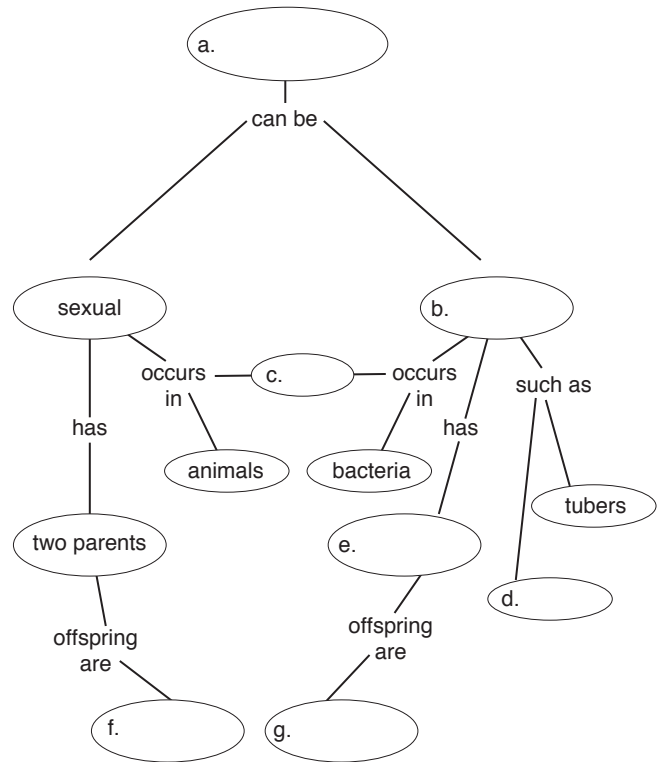 a.
can be
sexual
b.
occurs
in
c.
occurs
in
such as
has
has
animals
bacteria
tubers
two parents
e.
d.
offspring
are
offspring
are
f.
g.